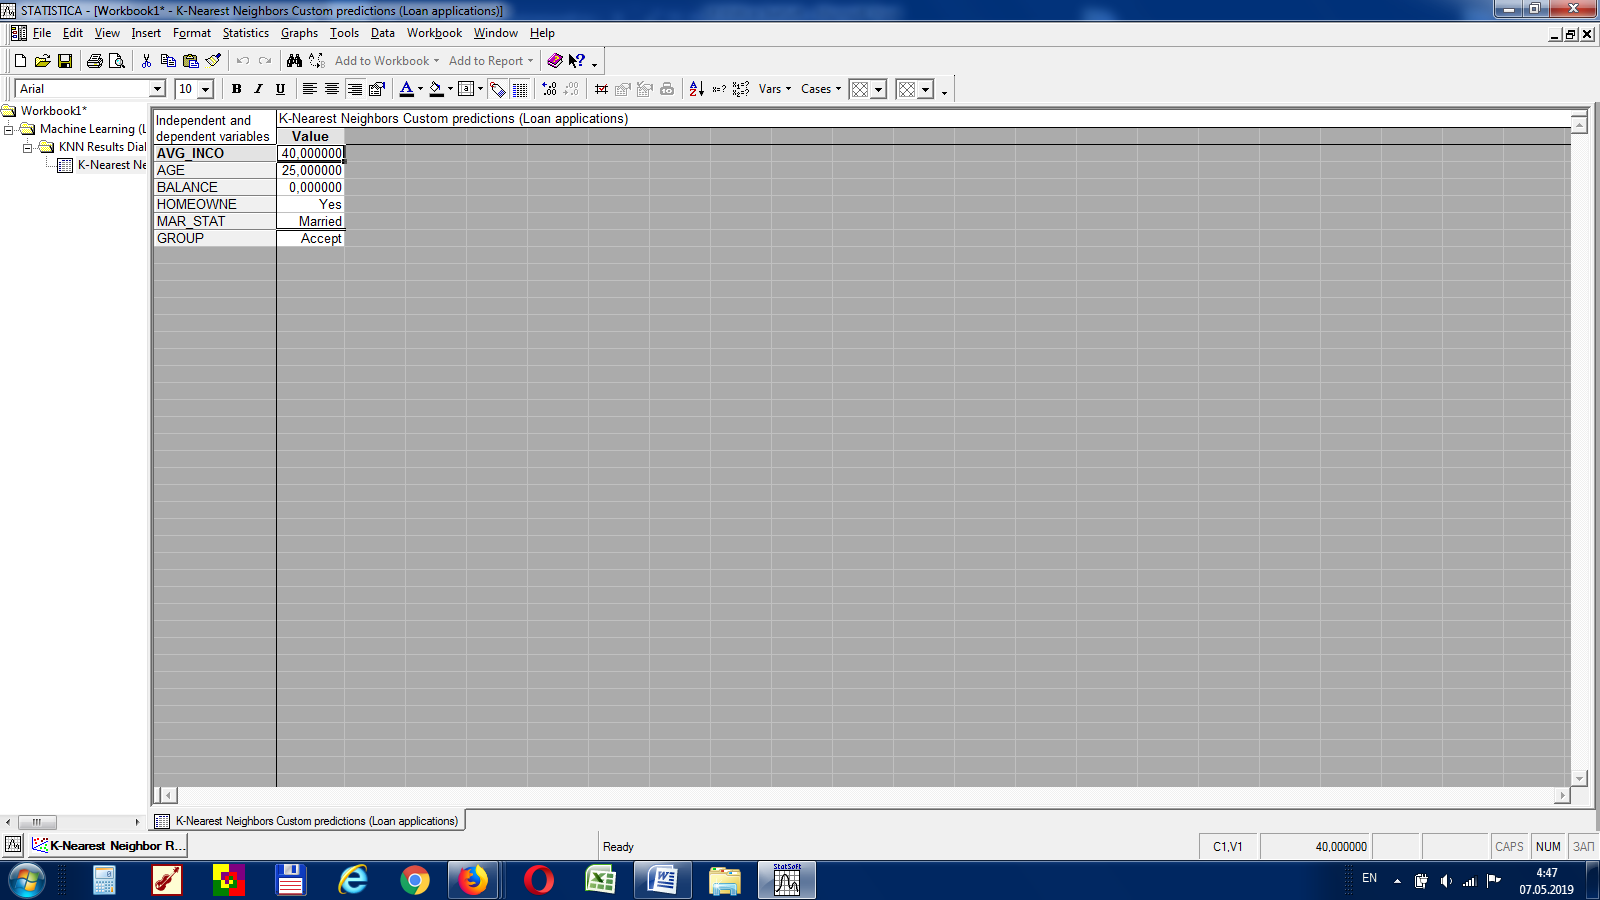 STATISTICA - [Workbook1* - K-Nearest Neighbors Custom predictions (Loan applications)]
File Edit View Insert Format Statistics Graphs Tools Data Workbook Window Help
Add to Workbook Add to Report
Arial 10 B I U Vars Cases
Workbook1*
Machine Learning (L
KNN Results Dial
K-Nearest Ne
Independent and dependent variables
K-Nearest Neighbors Custom predictions (Loan applications)
Value
AVG_INCO 40,000000
AGE 25,000000
BALANCE 0,000000
HOMEOWNE Yes
MAR_STAT Married
GROUP Accept
K-Nearest Neighbors Custom predictions (Loan applications)
K-Nearest Neighbor R...
Ready
C1,V1
40,000000
CAPS
NUM
ЗАП
StatSoft
EN
4:47
07.05.2019